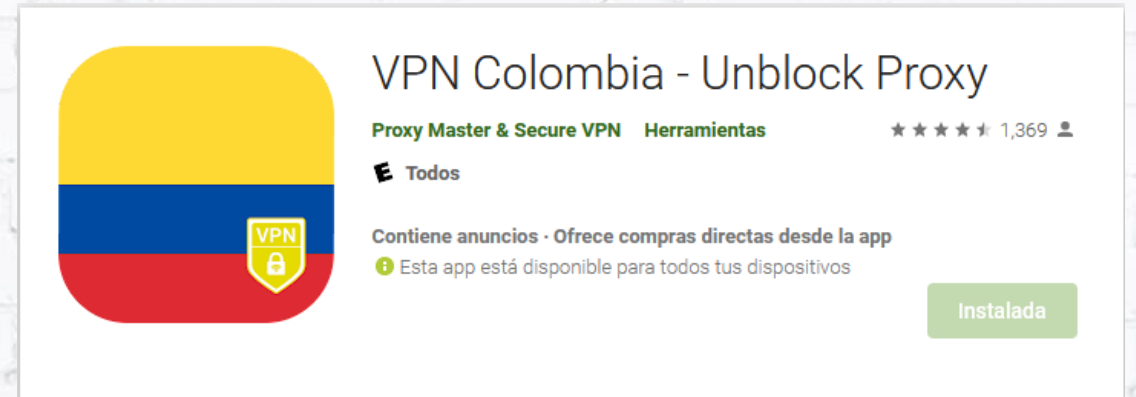 VPN Colombia - Unblock Proxy
Proxy Master & Secure VPN Herramientas 1,369
E Todos
Contiene anuncios · Ofrece compras directas desde la app
Esta app está disponible para todos tus dispositivos
VPN
Instalada